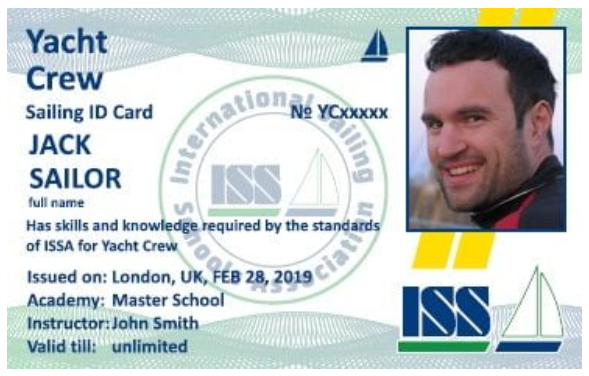 Yacht
Crew
Sailing ID Card
№ YCxxxxx
JACK
SAILOR
full name
Has skills and knowledge required by the standards
of ISSA for Yacht Crew
Issued on: London, UK, FEB 28, 2019
Academy: Master School
Instructor: John Smith
Valid till: unlimited
International Sailing
Schools Association
ISS
ISS